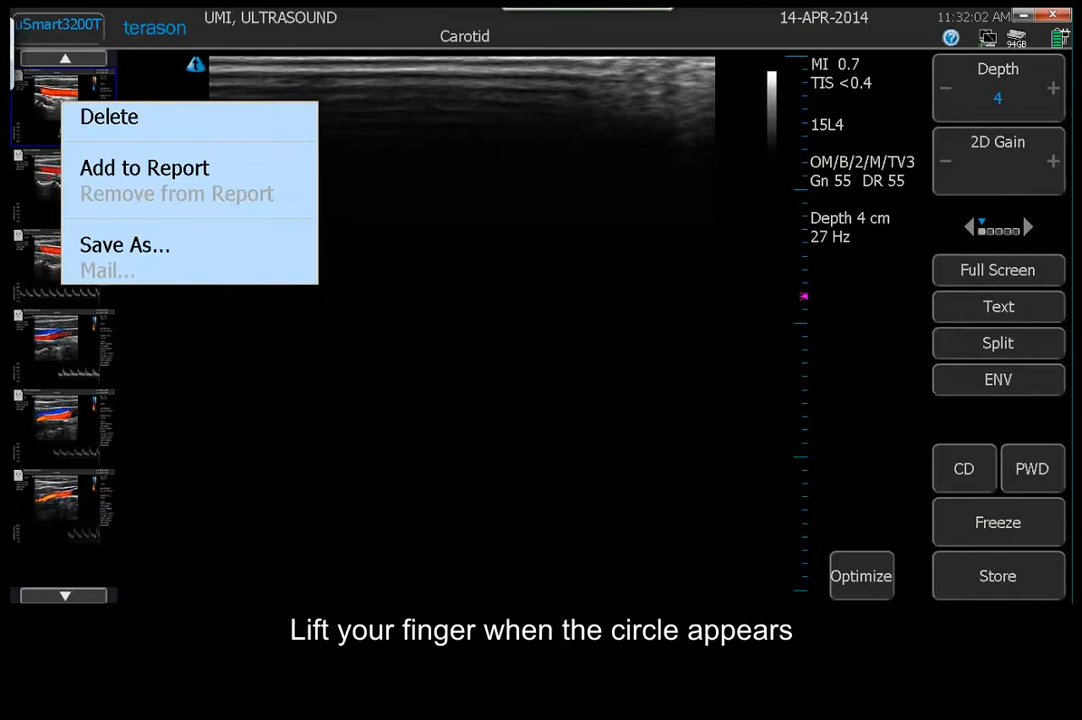 uSmart3200T
terason
UMI, ULTRASOUND
Carotid
14-APR-2014
11:32:02 AM
94GB
MI 0.7
TIS <0.4
15L4
OM/B/2/M/TV3
Gn 55 DR 55
Depth 4 cm
27 Hz
Delete
Add to Report
Remove from Report
Save As...
Mail...
Depth
4
2D Gain
Full Screen
Text
Split
ENV
CD
PWD
Freeze
Optimize
Store
Lift your finger when the circle appears